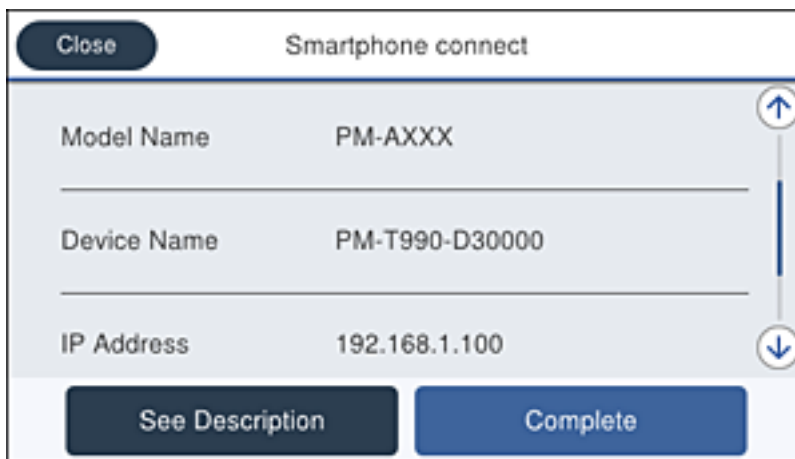 Close Smartphone connect
Model Name PM-AXXX
Device Name PM-T990-D30000
IP Address 192.168.1.100
See Description Complete